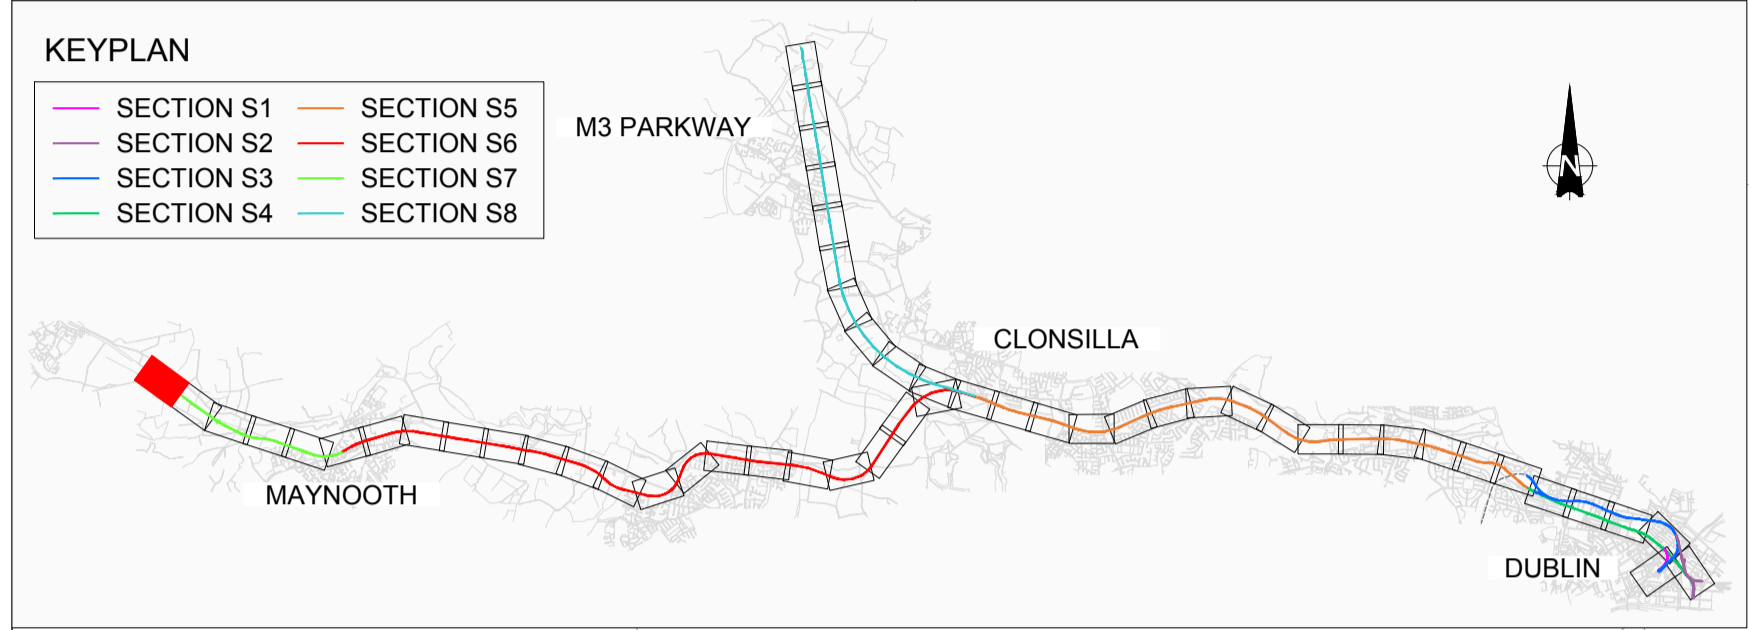 KEYPLAN
SECTION S1
SECTION S5
SECTION S2
SECTION S6
SECTION S3
SECTION S7
SECTION S4
SECTION S8
M3 PARKWAY
N
CLONSILLA
MAYNOOTH
DUBLIN